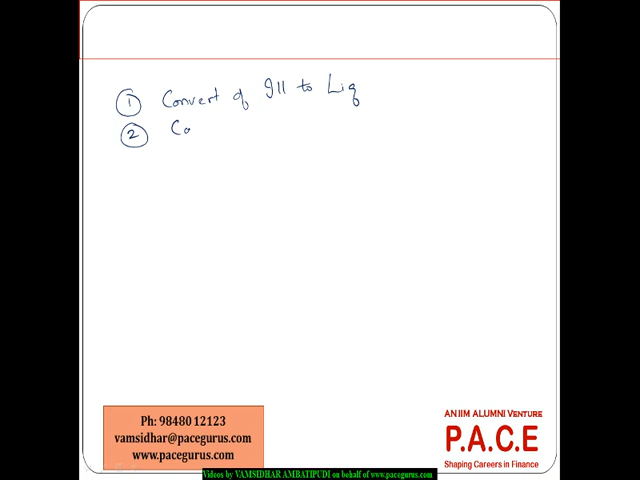 ① Convert of Ill to Liq
② Co
Ph: 98480 12123
vamsidhar@pacegurus.com
www.pacegurus.com
AN IIM ALUMNI VENTURE
P.A.C.E
Shaping Careers in Finance
Videos by VAMSIDHAR AMBATIPUDI on behalf of www.pacegurus.com